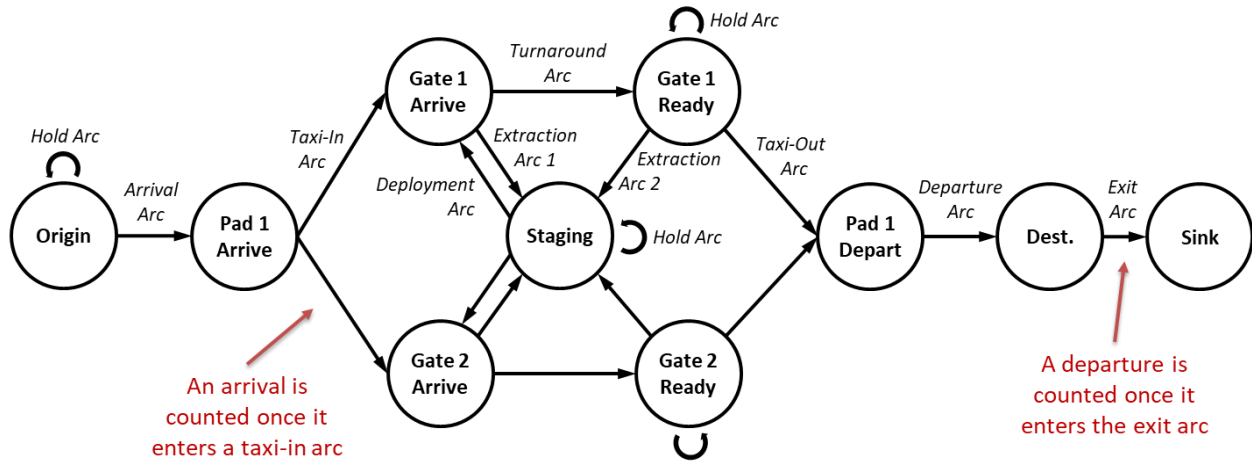 Hold Arc
Origin
Arrival
Arc
Pad 1
Arrive
Taxi-In
Arc
Gate 1
Arrive
Turnaround
Arc
Hold Arc
Gate 1
Ready
Extraction
Arc 1
Deployment
Arc
Extraction
Arc 2
Staging
Hold Arc
Gate 2
Arrive
Gate 2
Ready
Taxi-Out
Arc
Pad 1
Depart
Departure
Arc
Dest.
Exit
Arc
Sink
An arrival is
counted once it
enters a taxi-in arc
A departure is
counted once it
enters the exit arc